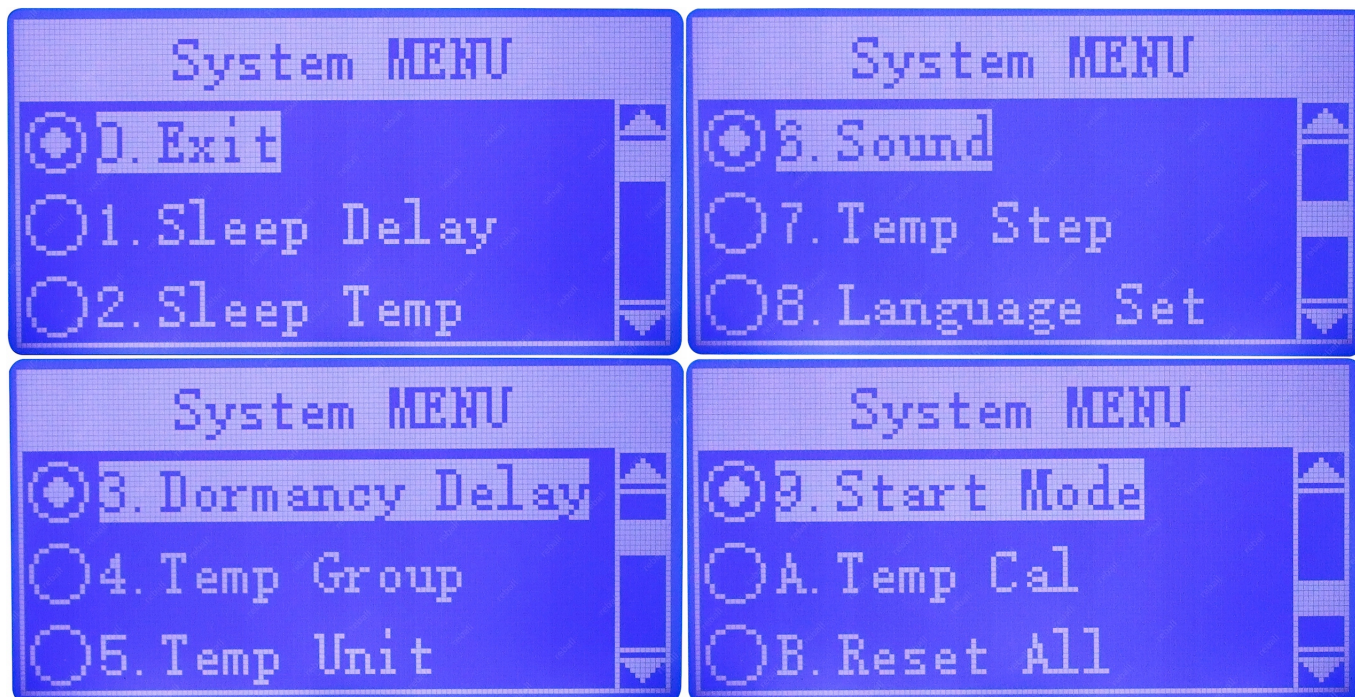 System MENU
0.Exit
1.Sleep Delay
2.Sleep Temp
System MENU
6.Sound
7.Temp Step
8.Language Set
System MENU
3.Dormancy Delay
4.Temp Group
5.Temp Unit
System MENU
9.Start Mode
A.Temp Cal
B.Reset All